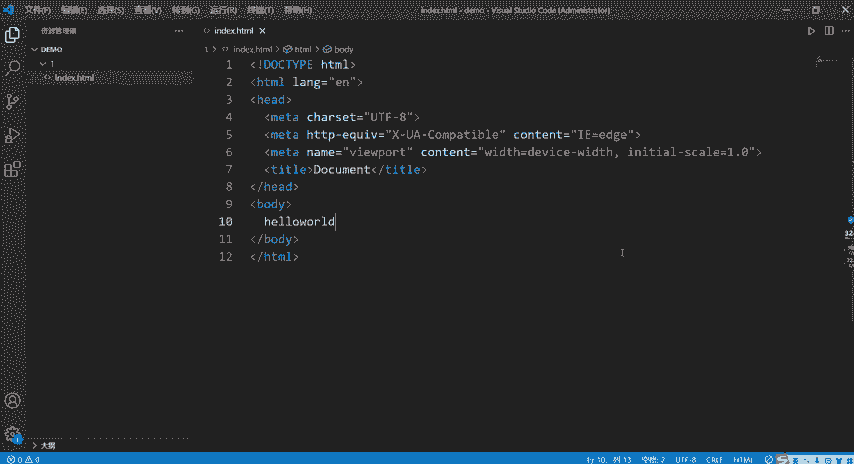 文件(F) 编辑(E) 选择(S) 查看(V) 转到(G) 运行(R) 终端(T) 帮助(H) index.html - demo - Visual Studio Code [Administrator]
资源管理器 ··· index.html
DEMO 1 > index.html > html > body
1
index.html
1 <!DOCTYPE html>
2 <html lang="en">
3 <head>
4 <meta charset="UTF-8">
5 <meta http-equiv="X-UA-Compatible" content="IE=edge">
6 <meta name="viewport" content="width=device-width, initial-scale=1.0">
7 <title>Document</title>
8 </head>
9 <body>
10 helloworld
11 </body>
12 </html>
大纲
0 0 行 10, 列 13 空格: 2 UTF-8 CRLF HTML